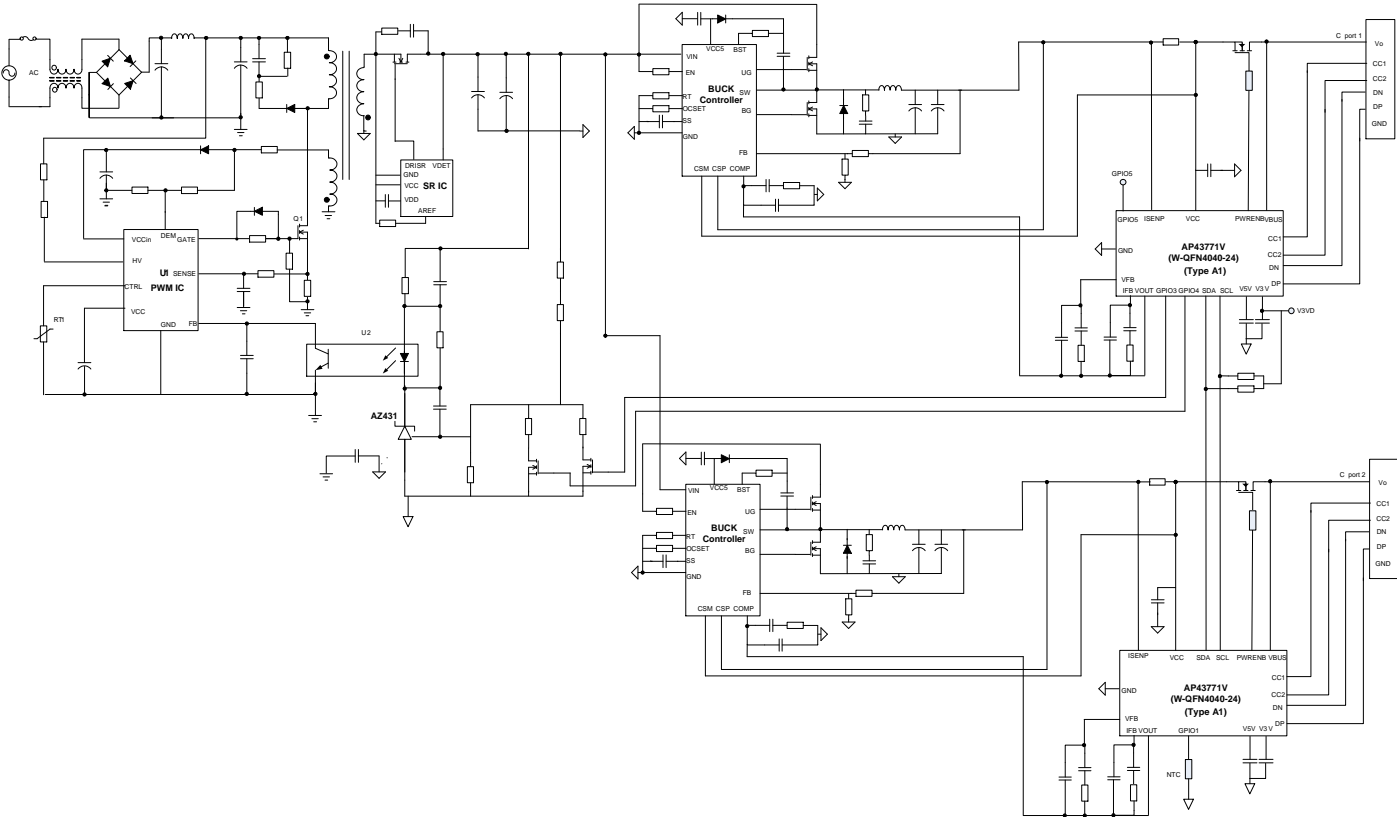 AC
VCC5
BST
VIN
EN
RT
OCSET
SS
GND
BUCK
Controller
UG
SW
BG
FB
CSM
CSP
COMP
C port 1
Vo
CC1
CC2
DN
DP
GND
DRISR
VDET
GND
VCC
SR IC
VDD
AREF
Q1
DEM
VCCin
GATE
HV
U1
SENSE
CTRL
PWM IC
VCC
GND
FB
RT1
U2
AZ431
GPIO5
GPIO5
ISENP
VCC
PWRENB
VBUS
AP43771V
(W-QFN4040-24)
(Type A1)
GND
CC1
CC2
DN
DP
VFB
IFB
VOUT
GPIO3
GPIO4
SDA
SCL
V5V
V3V
V3VD
VCC5
BST
VIN
EN
RT
OCSET
SS
GND
BUCK
Controller
UG
SW
BG
FB
CSM
CSP
COMP
C port 2
Vo
CC1
CC2
DN
DP
GND
ISENP
VCC
SDA
SCL
PWRENB
VBUS
AP43771V
(W-QFN4040-24)
(Type A1)
GND
CC1
CC2
DN
DP
VFB
IFB
VOUT
GPIO1
V5V
V3V
NTC